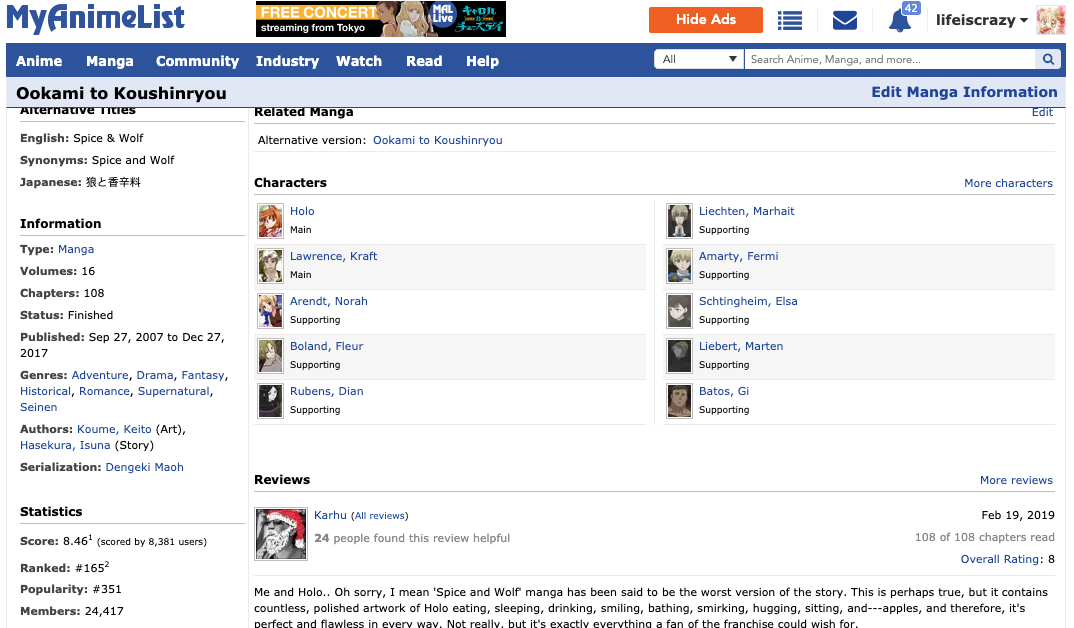 MyAnimeList
FREE CONCERT
streaming from Tokyo
MAL
Live
キャロル
&
チューズデイ
Hide Ads
42
lifeiscrazy
Anime Manga Community Industry Watch Read Help
All
Search Anime, Manga, and more...
Ookami to Koushinryou
Edit Manga Information
Alternative Titles
English: Spice & Wolf
Synonyms: Spice and Wolf
Japanese: 狼と香辛料
Information
Type: Manga
Volumes: 16
Chapters: 108
Status: Finished
Published: Sep 27, 2007 to Dec 27,
2017
Genres: Adventure, Drama, Fantasy,
Historical, Romance, Supernatural,
Seinen
Authors: Koume, Keito (Art),
Hasekura, Isuna (Story)
Serialization: Dengeki Maoh
Statistics
Score: 8.46¹ (scored by 8,381 users)
Ranked: #165²
Popularity: #351
Members: 24,417
Related Manga
Edit
Alternative version: Ookami to Koushinryou
Characters
More characters
Holo
Main
Lawrence, Kraft
Main
Arendt, Norah
Supporting
Boland, Fleur
Supporting
Rubens, Dian
Supporting
Liechten, Marhait
Supporting
Amarty, Fermi
Supporting
Schtingheim, Elsa
Supporting
Liebert, Marten
Supporting
Batos, Gi
Supporting
Reviews
More reviews
Karhu (All reviews)
24 people found this review helpful
Feb 19, 2019
108 of 108 chapters read
Overall Rating: 8
Me and Holo.. Oh sorry, I mean 'Spice and Wolf' manga has been said to be the worst version of the story. This is perhaps true, but it contains
countless, polished artwork of Holo eating, sleeping, drinking, smiling, bathing, smirking, hugging, sitting, and---apples, and therefore, it's
perfect and flawless in every way. Not really, but it's exactly everything a fan of the franchise could wish for.